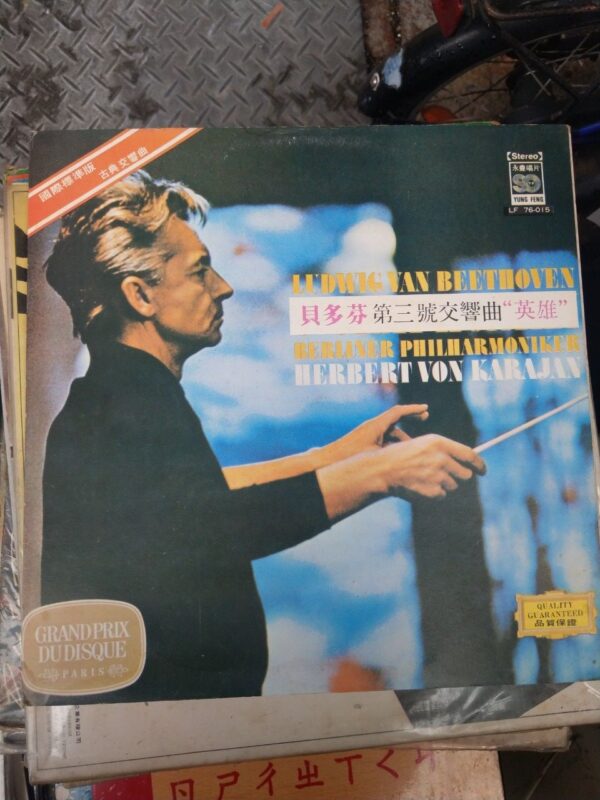 國際標準版
古典交響曲
【Stereo】
永豊唱片
YUNG FENG
LF 76-015
LUDWIG VAN BEETHOVEN
貝多芬 第三號交響曲“英雄”
BERLINER PHILHARMONIKER
HERBERT VON KARAJAN
GRAND PRIX
DU DISQUE
PARIS
QUALITY
GUARANTEED
品質保證
ㄖㄕㄔㄓㄒㄑㄐ